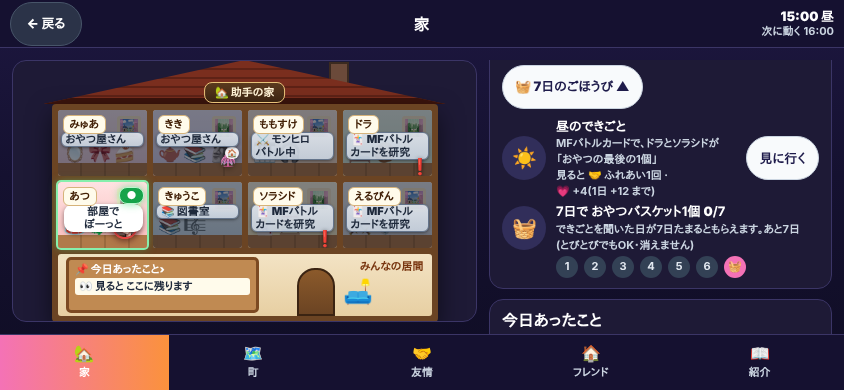 ← 戻る
家
15:00 昼
次に動く 16:00
🏡 助手の家
みゅあ
おやつ屋さん
きき
おやつ屋さん
ももすけ
⚔️ モンヒロ
バトル中
ドラ
🃏 MFバトル
カードを研究
❗
あつ
部屋で
ぼーっと
きゅうこ
📚 図書室
ソラシド
🃏 MFバトル
カードを研究
❗
えるぴん
🃏 MFバトル
カードを研究
📌 今日あったこと›
👀 見ると ここに残ります
みんなの居間
🧺 7日のごほうび ▲
昼のできごと
MFバトルカードで、ドラとソラシドが
「おやつの最後の1個」
見ると 🤝 ふれあい1回・
💗 +4(1日 +12 まで)
見に行く
7日で おやつバスケット1個 0/7
できごとを聞いた日が7日たまるともらえます。あと7日
(とびとびでもOK・消えません)
1 2 3 4 5 6
今日あったこと
家
町
友情
フレンド
紹介